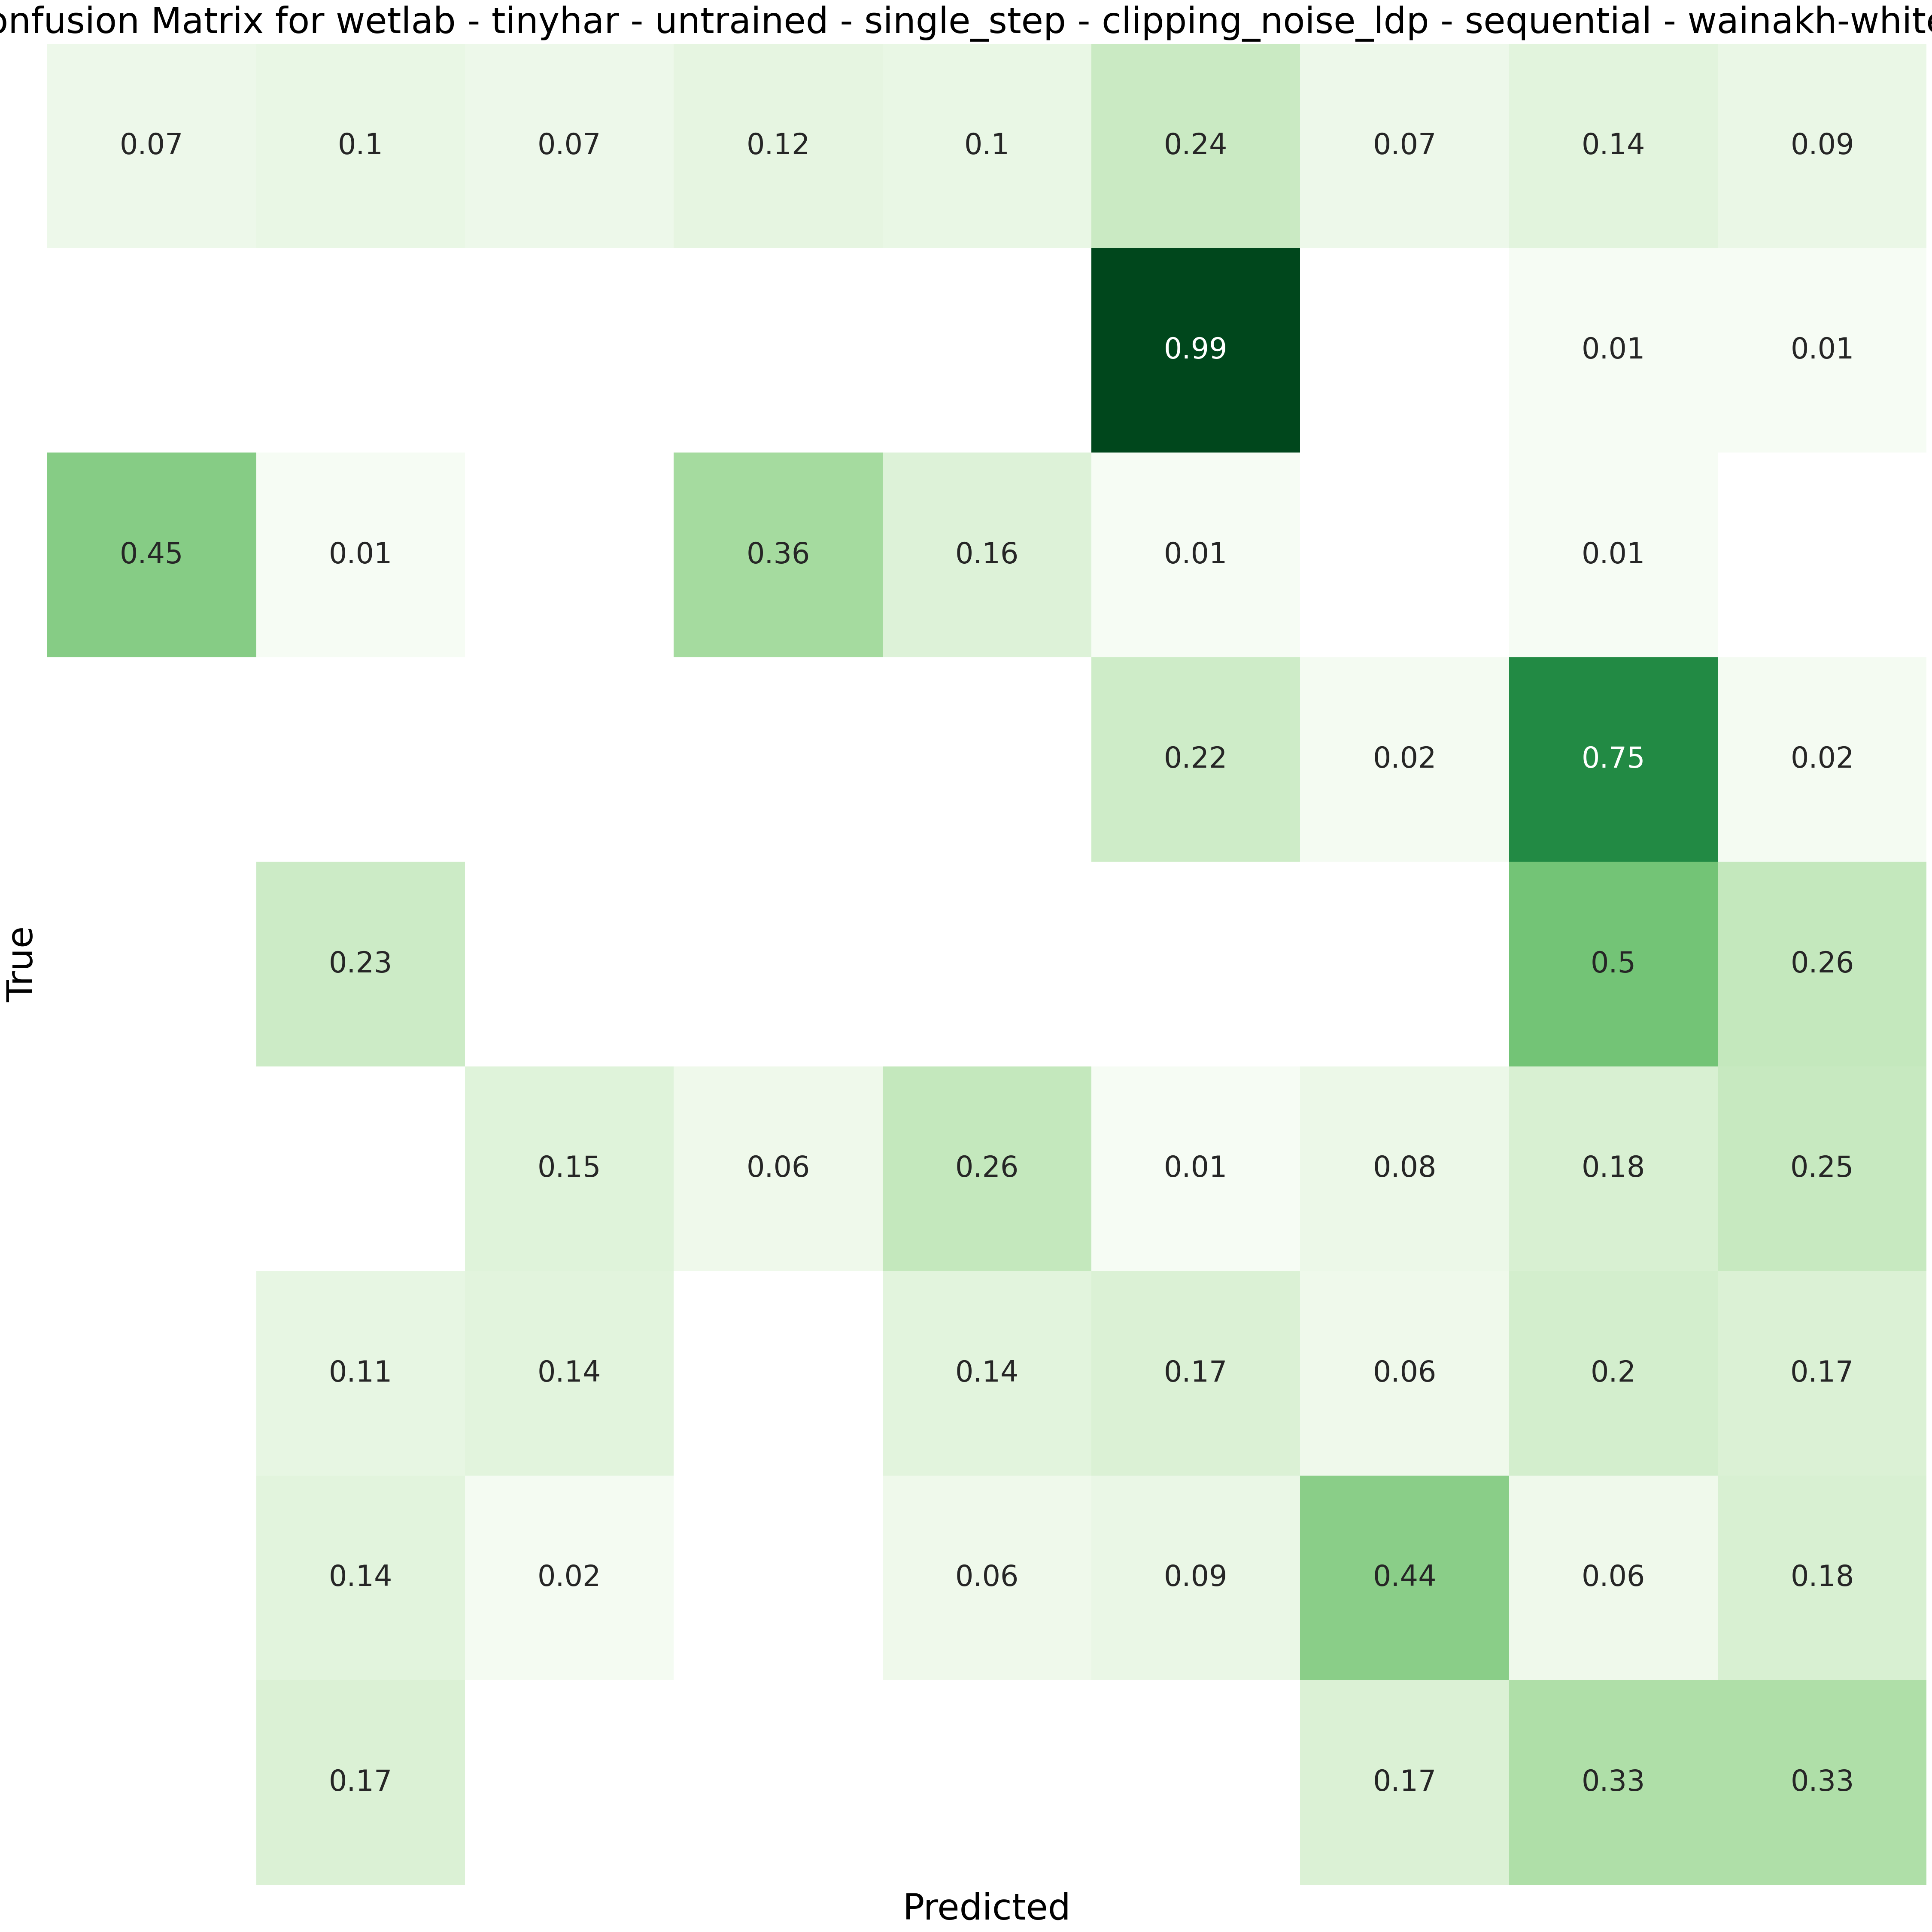 onfusion Matrix for wetlab - tinyhar - untrained - single_step - clipping_noise_ldp - sequential - wainakh-white
0.07 0.1 0.07 0.12 0.1 0.24 0.07 0.14 0.09
0.99 0.01 0.01
0.45 0.01 0.36 0.16 0.01 0.01
0.22 0.02 0.75 0.02
True
0.23 0.5 0.26
0.15 0.06 0.26 0.01 0.08 0.18 0.25
0.11 0.14 0.14 0.17 0.06 0.2 0.17
0.14 0.02 0.06 0.09 0.44 0.06 0.18
0.17 0.17 0.33 0.33
Predicted